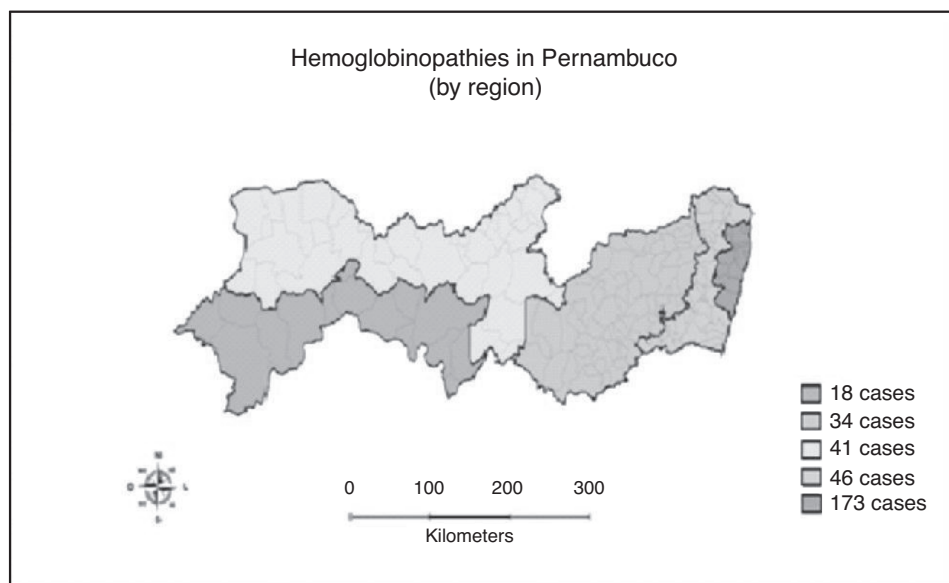 Hemoglobinopathies in Pernambuco
(by region)
18 cases
34 cases
41 cases
46 cases
173 cases
0 100 200 300
Kilometers